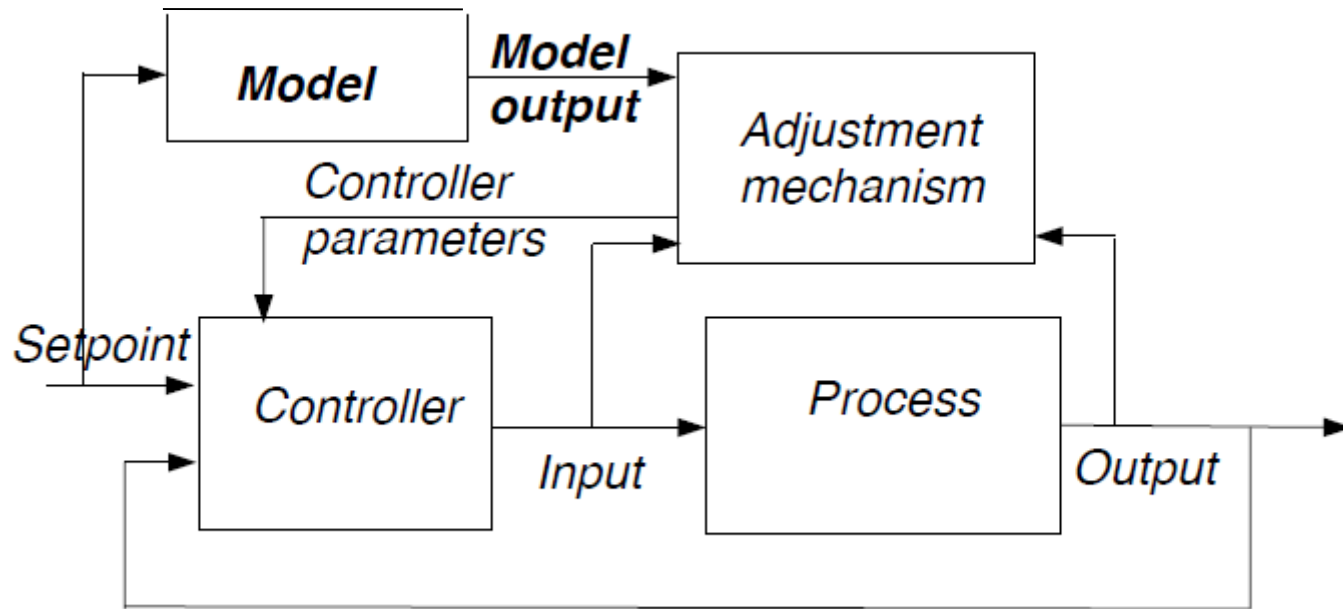 Model
Model
output
Adjustment
mechanism
Controller
parameters
Setpoint
Controller
Process
Input
Output